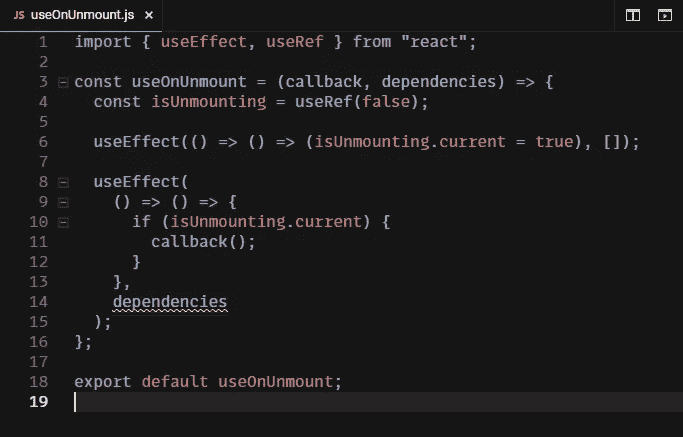 JS useOnUnmount.js ×
1 import { useEffect, useRef } from "react";
2
3 const useOnUnmount = (callback, dependencies) => {
4   const isUnmounting = useRef(false);
5
6   useEffect(() => () => (isUnmounting.current = true), []);
7
8   useEffect(
9     () => () => {
10       if (isUnmounting.current) {
11         callback();
12       }
13     },
14     dependencies
15   );
16 };
17
18 export default useOnUnmount;
19